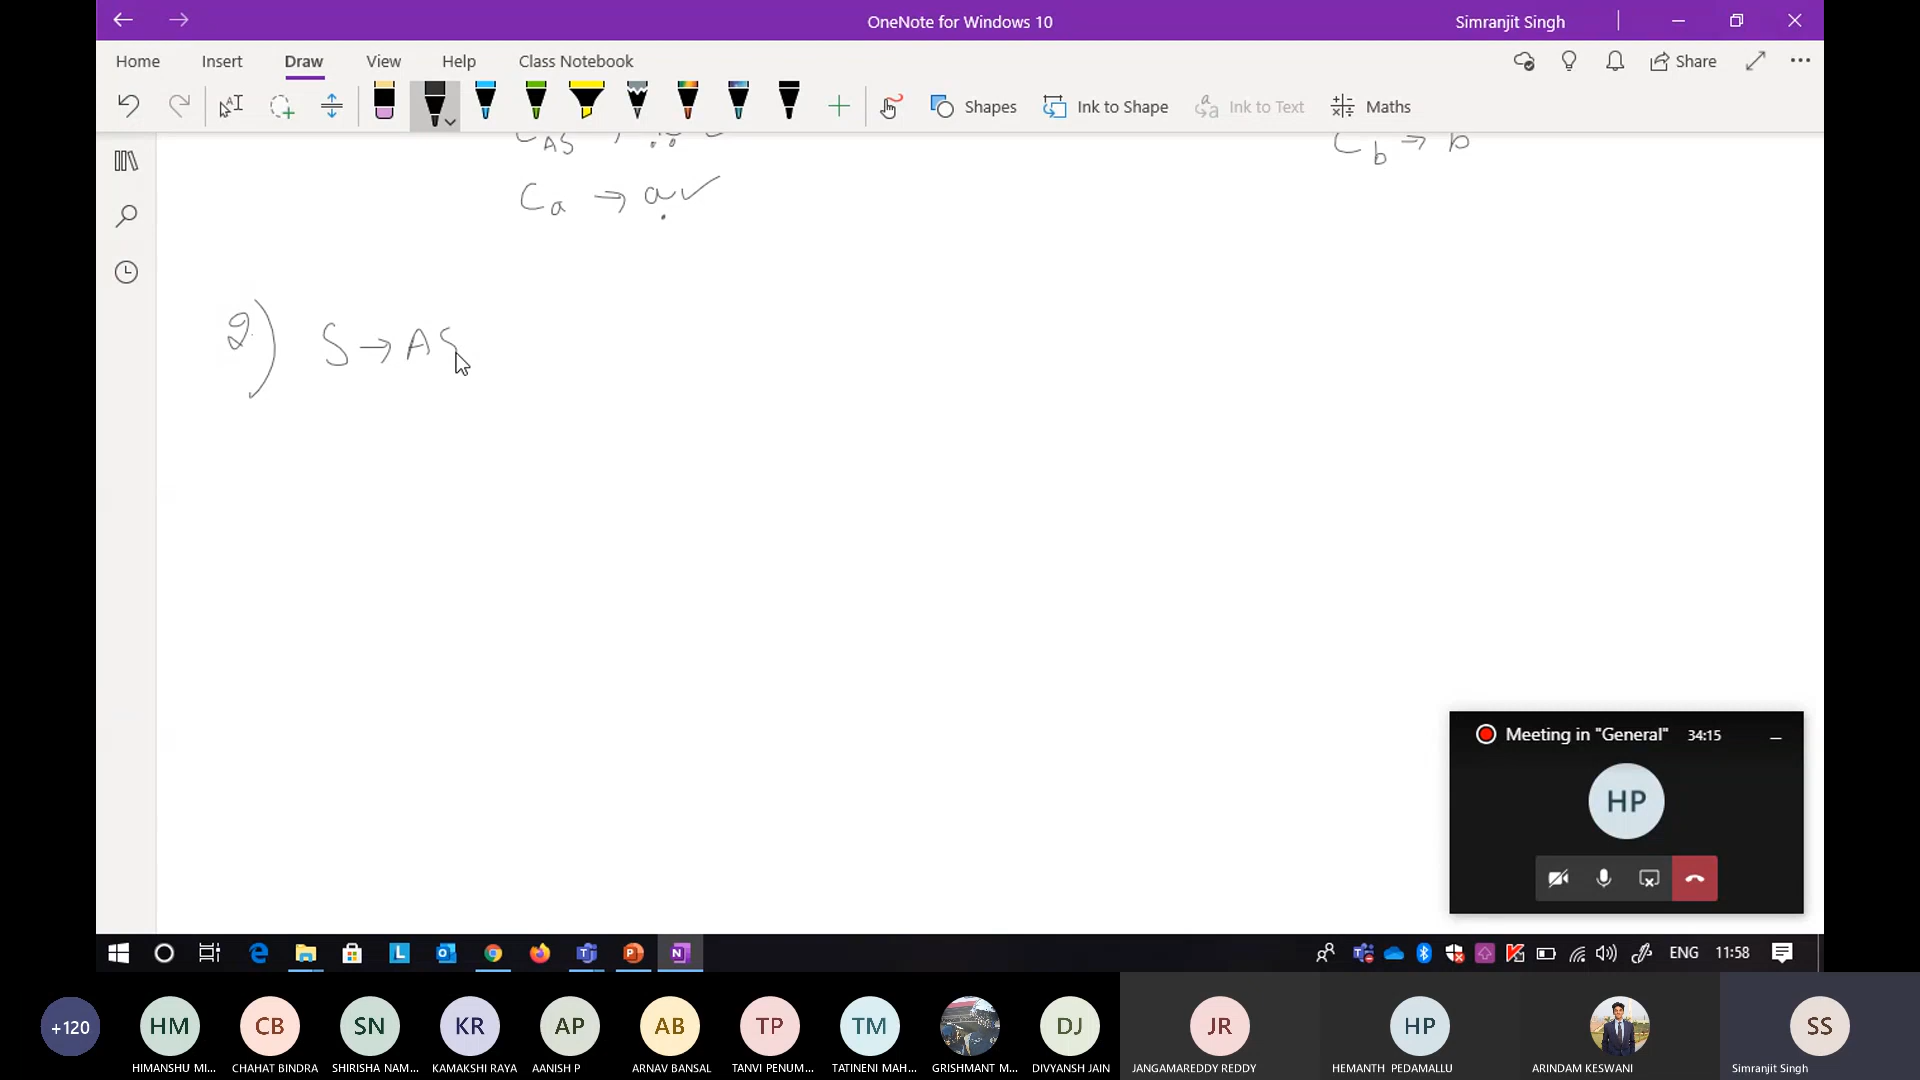 OneNote for Windows 10
Simranjit Singh
Home Insert Draw View Help Class Notebook
Share
Shapes Ink to Shape Ink to Text Maths
C_AS →
C_b → b
C_a → a ✓
2) S → AS
Meeting in "General" 34:15
HP
ENG 11:58
+120 HM CB SN KR AP AB TP TM DJ JR HP SS
HIMANSHU MI... CHAHAT BINDRA SHIRISHA NAM... KAMAKSHI RAYA AANISH P ARNAV BANSAL TANVI PENUM... TATINENI MAH... GRISHMANT M... DIVYANSH JAIN JANGAMAREDDY REDDY HEMANTH PEDAMALLU ARINDAM KESWANI Simranjit Singh